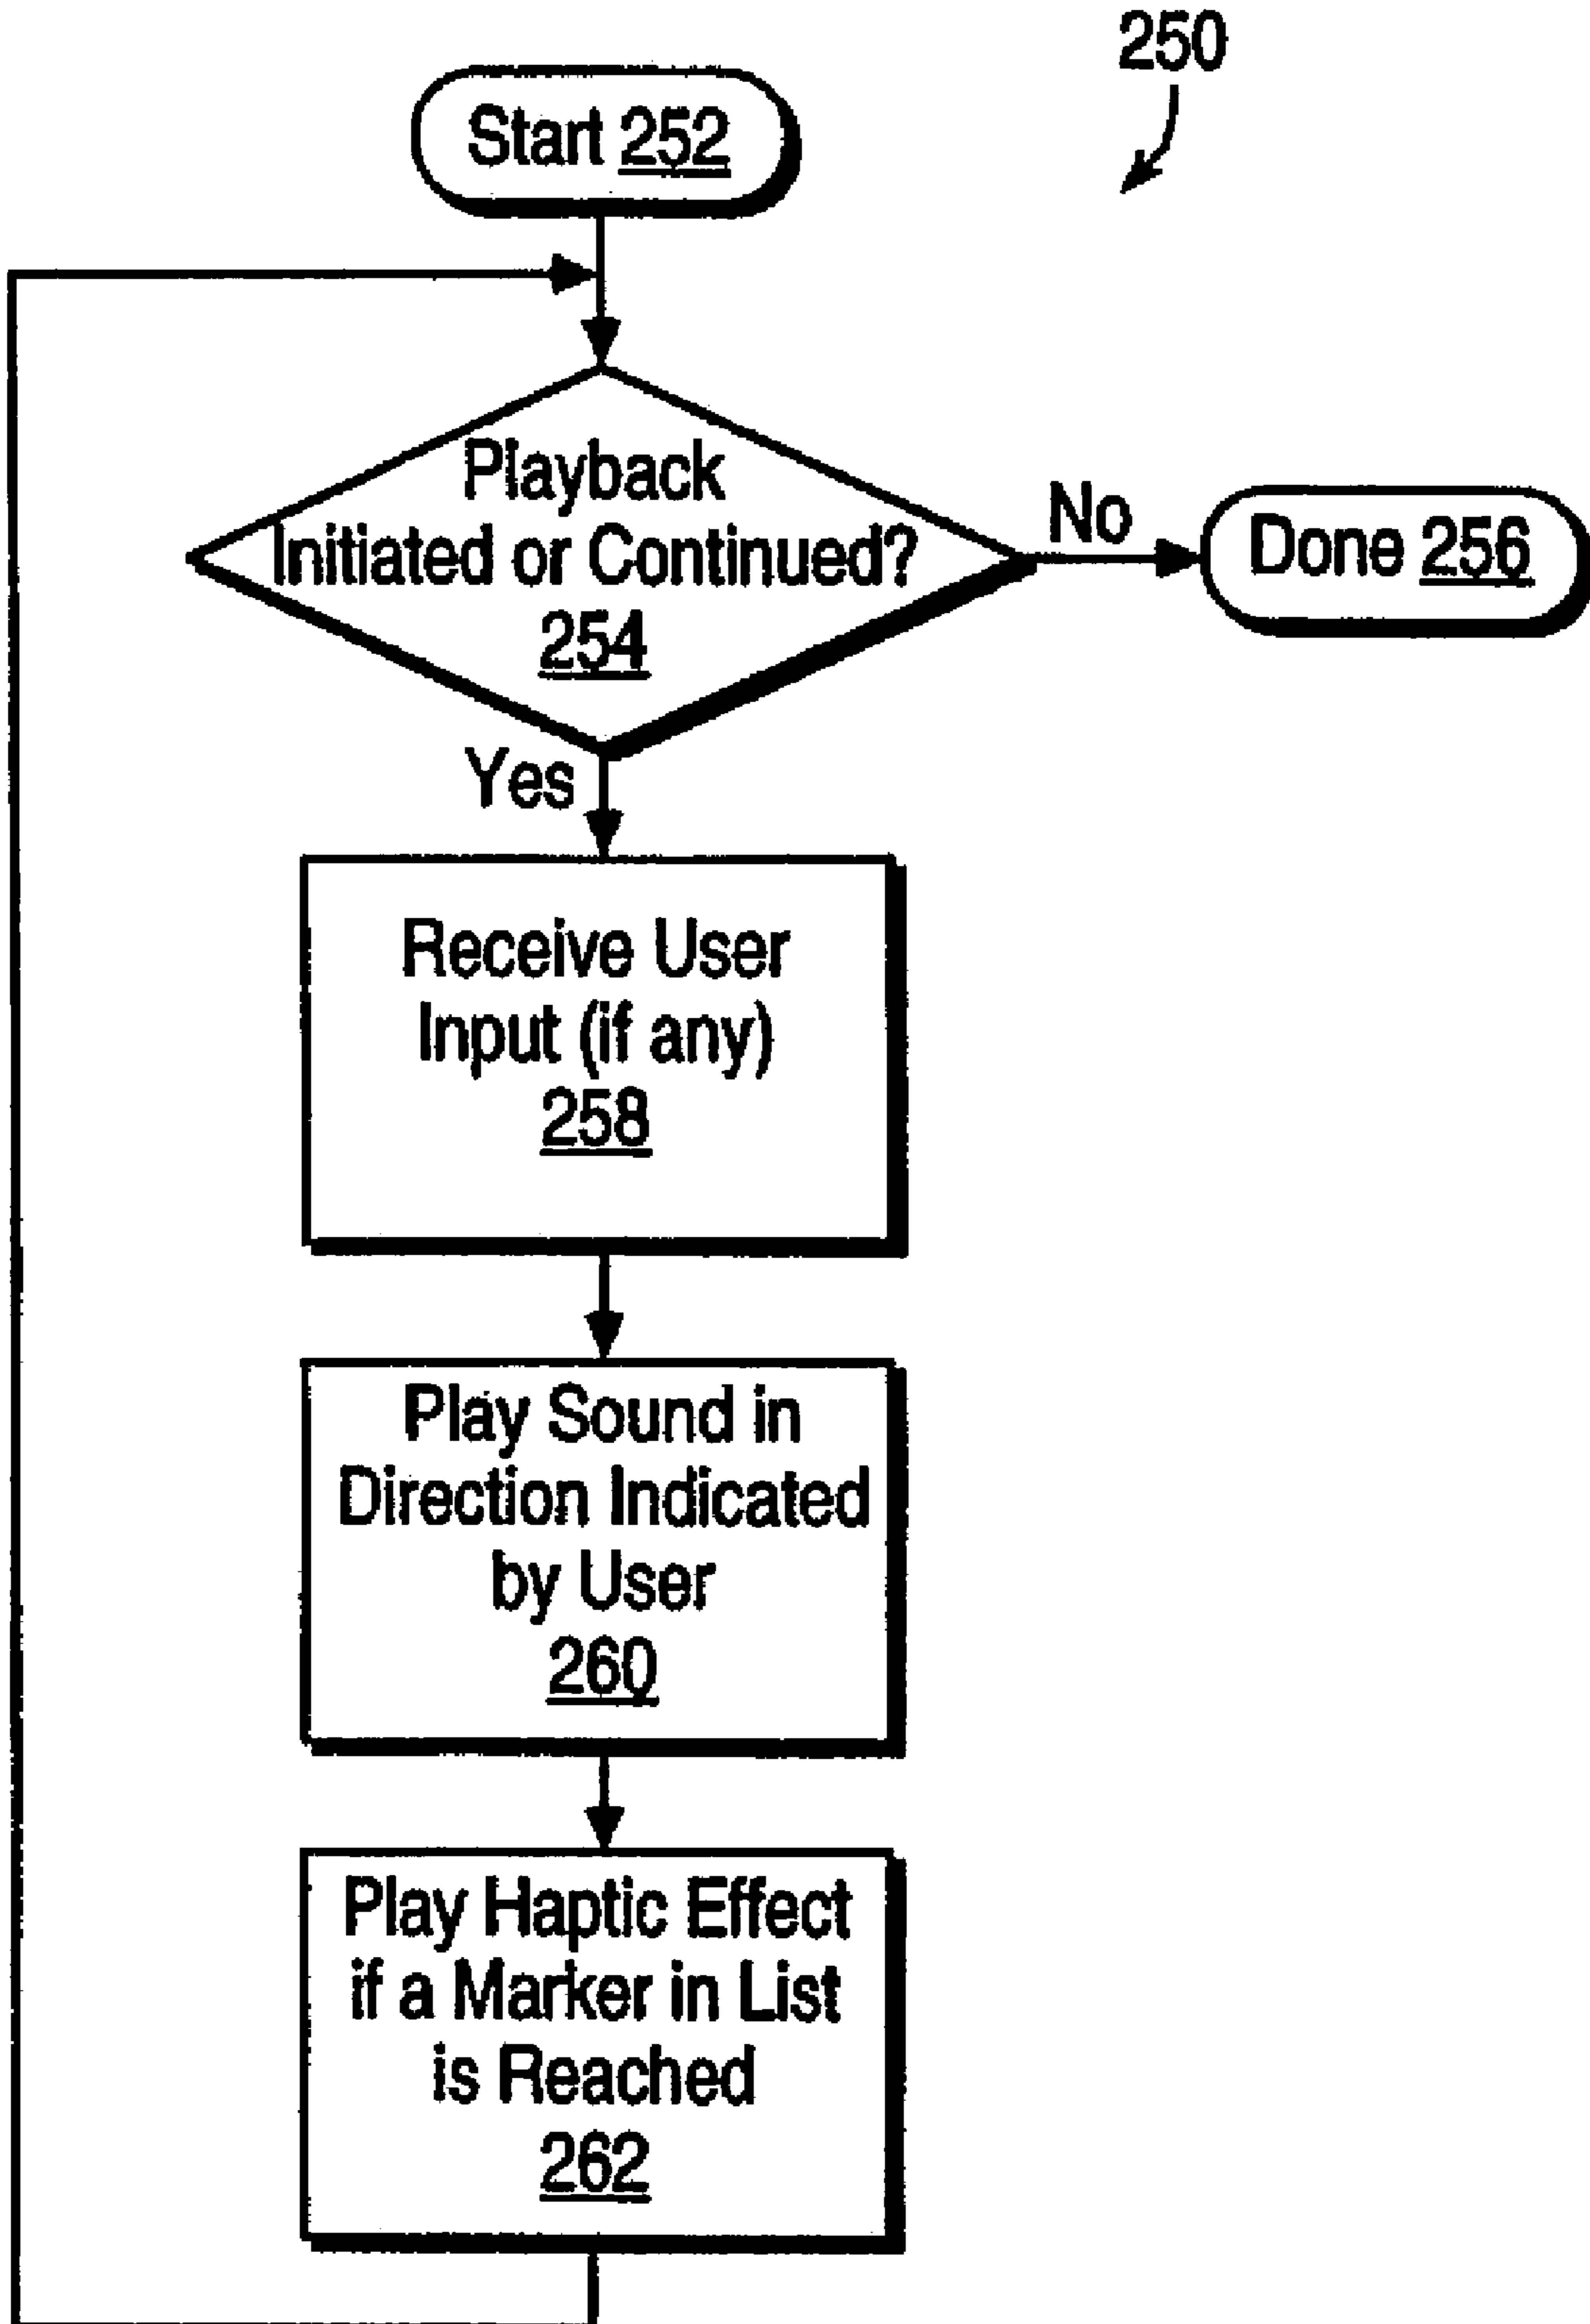 250
Start 252
Playback
Initiated or Continued?
254
No
Done 256
Yes
Receive User
Input (if any)
258
Play Sound in
Direction Indicated
by User
260
Play Haptic Effect
if a Marker in List
is Reached
262